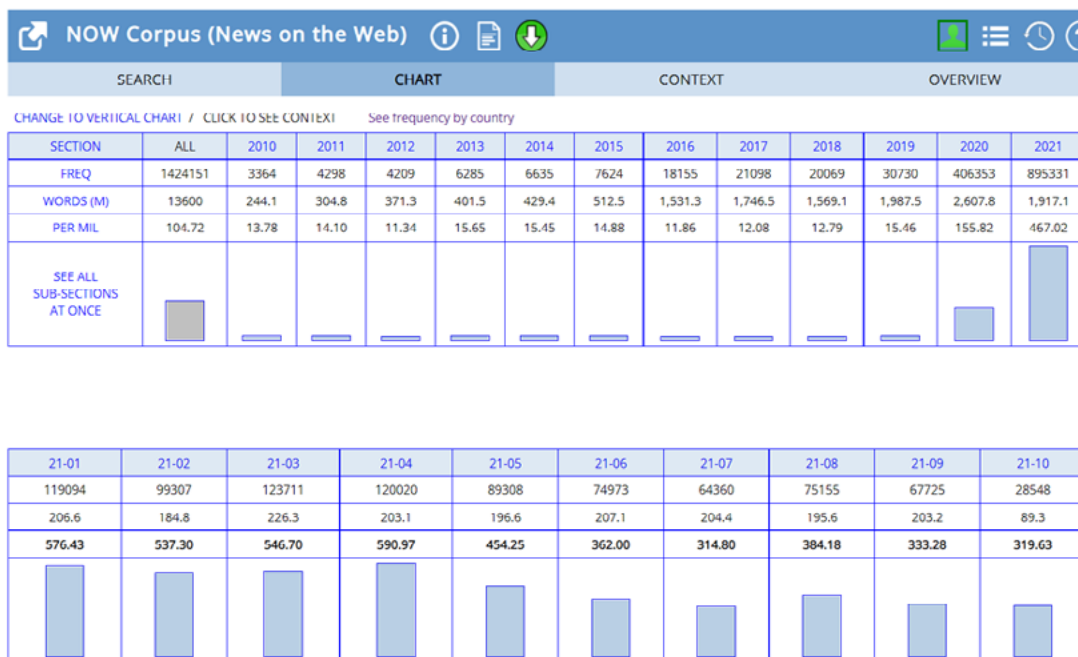 NOW Corpus (News on the Web)
SEARCH CHART CONTEXT OVERVIEW
CHANGE TO VERTICAL CHART / CLICK TO SEE CONTEXT See frequency by country
SECTION ALL 2010 2011 2012 2013 2014 2015 2016 2017 2018 2019 2020 2021
FREQ 1424151 3364 4298 4209 6285 6635 7624 18155 21098 20069 30730 406353 895331
WORDS (M) 13600 244.1 304.8 371.3 401.5 429.4 512.5 1,531.3 1,746.5 1,569.1 1,987.5 2,607.8 1,917.1
PER MIL 104.72 13.78 14.10 11.34 15.65 15.45 14.88 11.86 12.08 12.79 15.46 155.82 467.02
SEE ALL
SUB-SECTIONS
AT ONCE
21-01 21-02 21-03 21-04 21-05 21-06 21-07 21-08 21-09 21-10
119094 99307 123711 120020 89308 74973 64360 75155 67725 28548
206.6 184.8 226.3 203.1 196.6 207.1 204.4 195.6 203.2 89.3
576.43 537.30 546.70 590.97 454.25 362.00 314.80 384.18 333.28 319.63